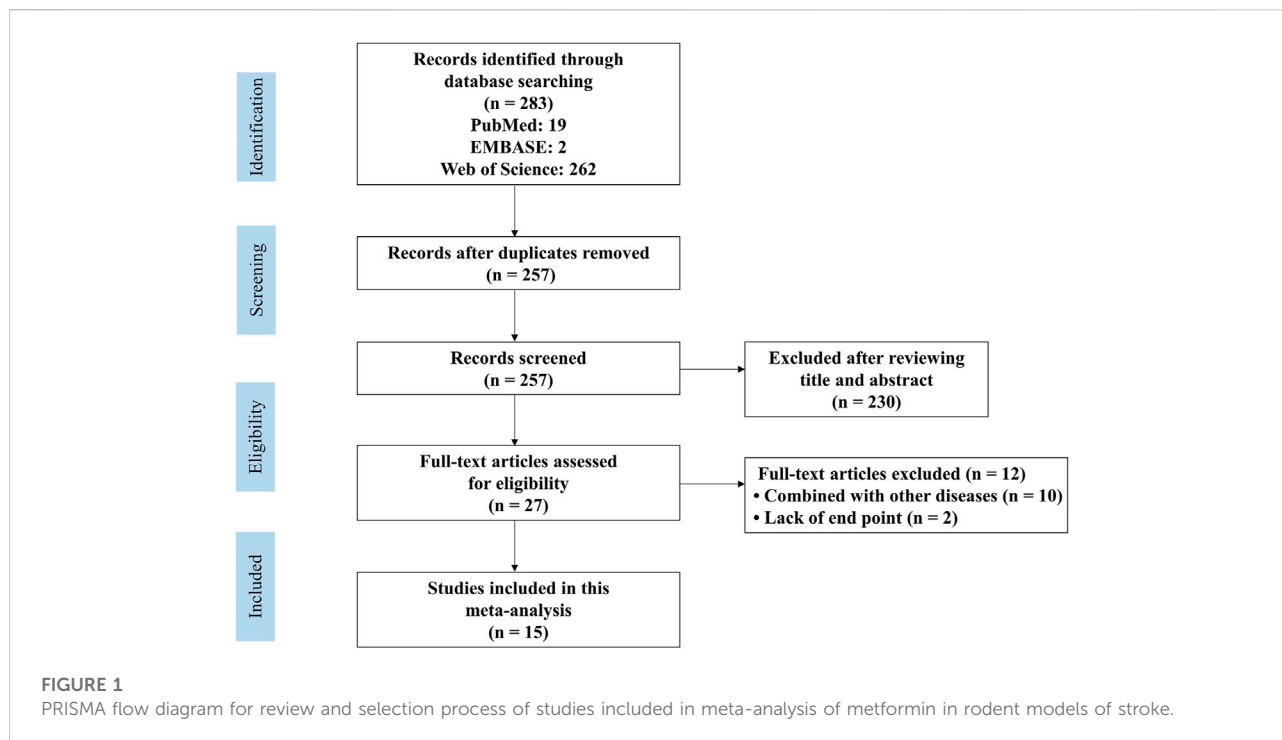 Identification
Records identified through
database searching
(n = 283)
PubMed: 19
EMBASE: 2
Web of Science: 262
Screening
Records after duplicates removed
(n = 257)
Records screened
(n = 257)
Excluded after reviewing
title and abstract
(n = 230)
Eligibility
Full-text articles assessed
for eligibility
(n = 27)
Full-text articles excluded (n = 12)
• Combined with other diseases (n = 10)
• Lack of end point (n = 2)
Included
Studies included in this
meta-analysis
(n = 15)
FIGURE 1
PRISMA flow diagram for review and selection process of studies included in meta-analysis of metformin in rodent models of stroke.